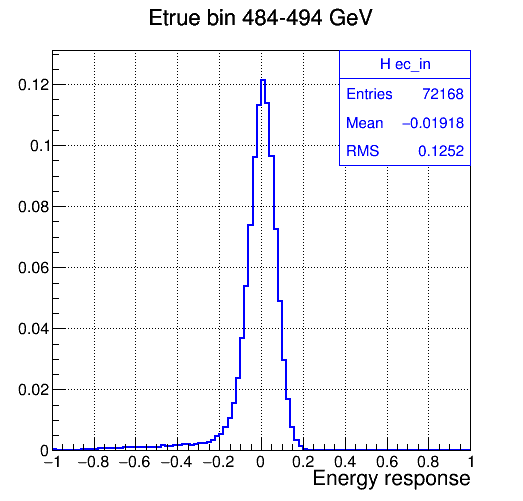 Etrue bin 484-494 GeV
H ec_in
Entries 72168
Mean −0.01918
RMS 0.1252
0.12
0.1
0.08
0.06
0.04
0.02
0
−1 −0.8 −0.6 −0.4 −0.2 0 0.2 0.4 0.6 0.8 1
Energy response